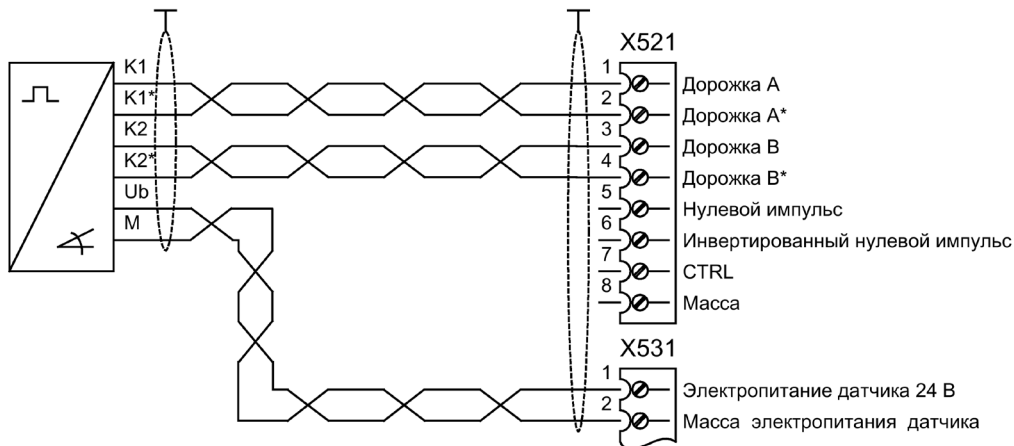 X521
K1
1
Дорожка A
K1*
2
Дорожка A*
K2
3
Дорожка B
K2*
4
Дорожка B*
Ub
5
Нулевой импульс
M
6
Инвертированный нулевой импульс
7
CTRL
8
Масса
X531
1
Электропитание датчика 24 В
2
Масса электропитания датчика